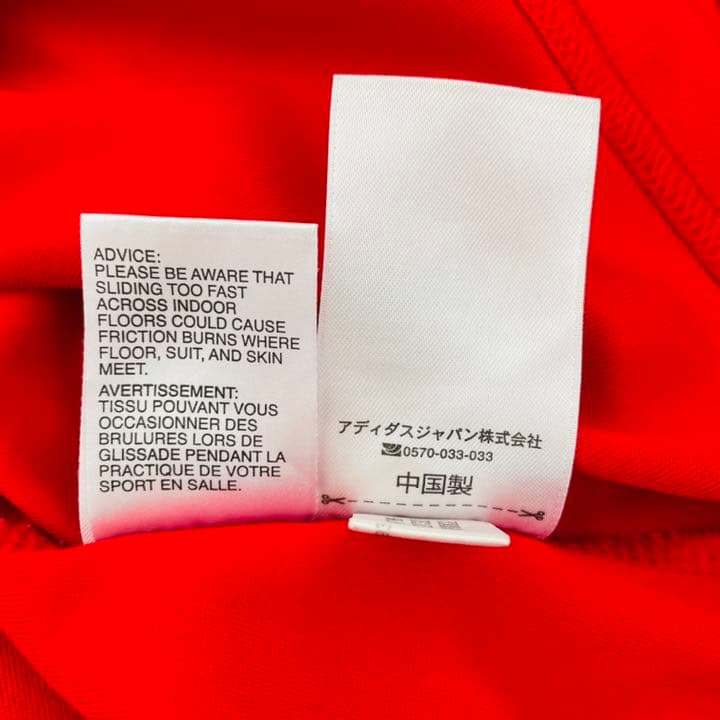 ADVICE:
PLEASE BE AWARE THAT
SLIDING TOO FAST
ACROSS INDOOR
FLOORS COULD CAUSE
FRICTION BURNS WHERE
FLOOR, SUIT, AND SKIN
MEET.
AVERTISSEMENT:
TISSU POUVANT VOUS
OCCASIONNER DES
BRULURES LORS DE
GLISSADE PENDANT LA
PRACTIQUE DE VOTRE
SPORT EN SALLE.
アディダスジャパン株式会社
0570-033-033
中国製